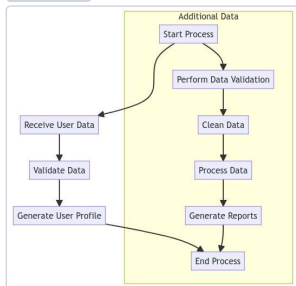 Additional Data
Start Process
Perform Data Validation
Receive User Data
Clean Data
Validate Data
Process Data
Generate User Profile
Generate Reports
End Process